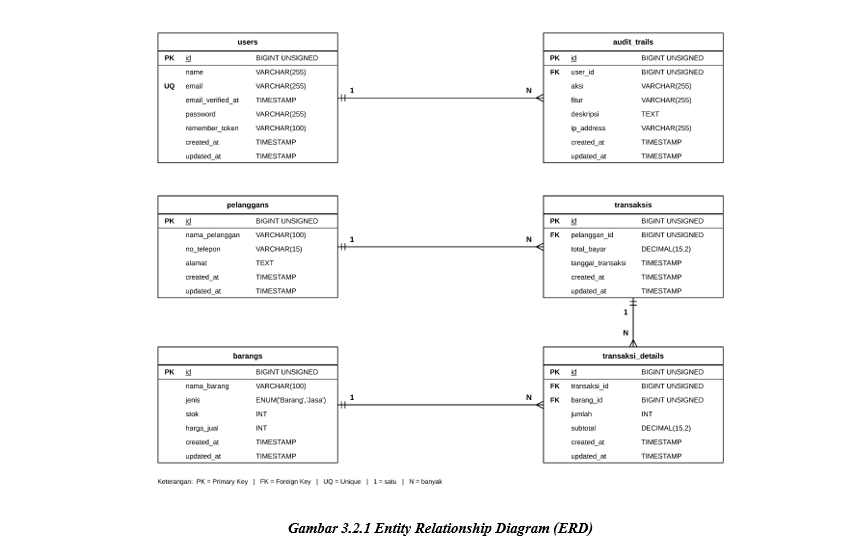 users
PK id BIGINT UNSIGNED
name VARCHAR(255)
UQ email VARCHAR(255)
email_verified_at TIMESTAMP
password VARCHAR(255)
remember_token VARCHAR(100)
created_at TIMESTAMP
updated_at TIMESTAMP
1 N
audit_trails
PK id BIGINT UNSIGNED
FK user_id BIGINT UNSIGNED
aksi VARCHAR(255)
fitur VARCHAR(255)
deskripsi TEXT
ip_address VARCHAR(255)
created_at TIMESTAMP
updated_at TIMESTAMP
pelanggans
PK id BIGINT UNSIGNED
nama_pelanggan VARCHAR(100)
no_telepon VARCHAR(15)
alamat TEXT
created_at TIMESTAMP
updated_at TIMESTAMP
1 N
transaksis
PK id BIGINT UNSIGNED
FK pelanggan_id BIGINT UNSIGNED
total_bayar DECIMAL(15,2)
tanggal_transaksi TIMESTAMP
created_at TIMESTAMP
updated_at TIMESTAMP
1
N
barangs
PK id BIGINT UNSIGNED
nama_barang VARCHAR(100)
jenis ENUM('Barang','Jasa')
stok INT
harga_jual INT
created_at TIMESTAMP
updated_at TIMESTAMP
1 N
transaksi_details
PK id BIGINT UNSIGNED
FK transaksi_id BIGINT UNSIGNED
FK barang_id BIGINT UNSIGNED
jumlah INT
subtotal DECIMAL(15,2)
created_at TIMESTAMP
updated_at TIMESTAMP
Keterangan: PK = Primary Key | FK = Foreign Key | UQ = Unique | 1 = satu | N = banyak
Gambar 3.2.1 Entity Relationship Diagram (ERD)